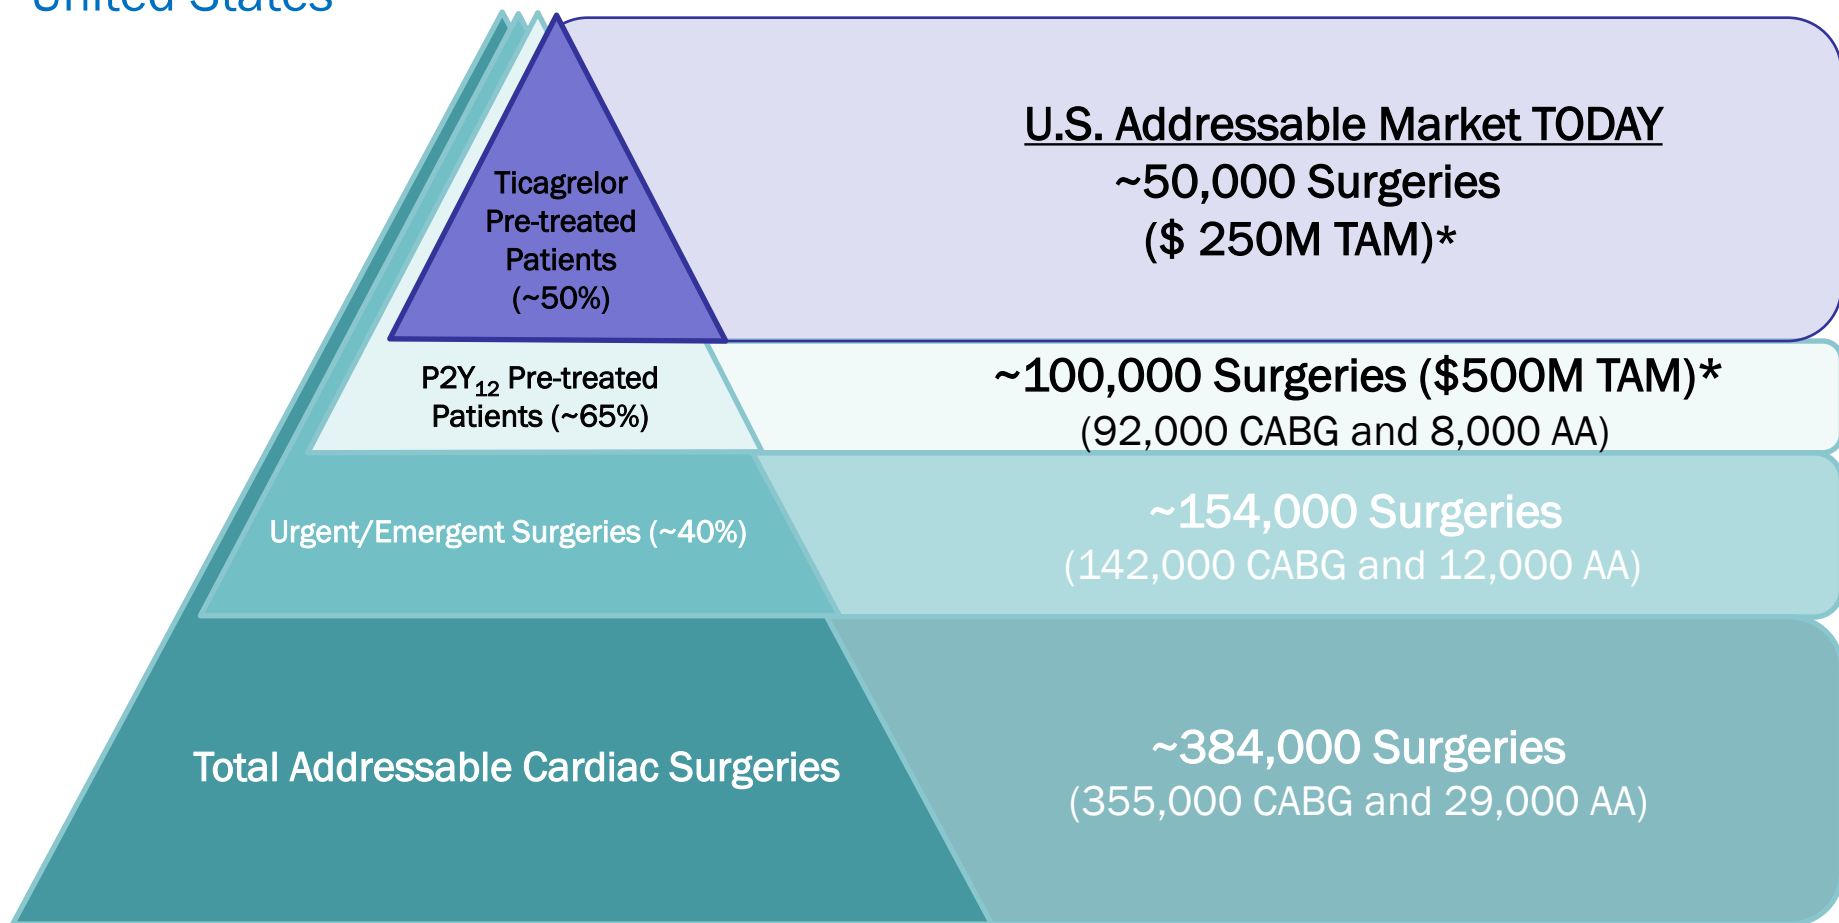 United States
Ticagrelor
Pre-treated
Patients
(~50%)
U.S. Addressable Market TODAY
~50,000 Surgeries
($ 250M TAM)*
P2Y12 Pre-treated
Patients (~65%)
~100,000 Surgeries ($500M TAM)*
(92,000 CABG and 8,000 AA)
Urgent/Emergent Surgeries (~40%)
~154,000 Surgeries
(142,000 CABG and 12,000 AA)
Total Addressable Cardiac Surgeries
~384,000 Surgeries
(355,000 CABG and 29,000 AA)